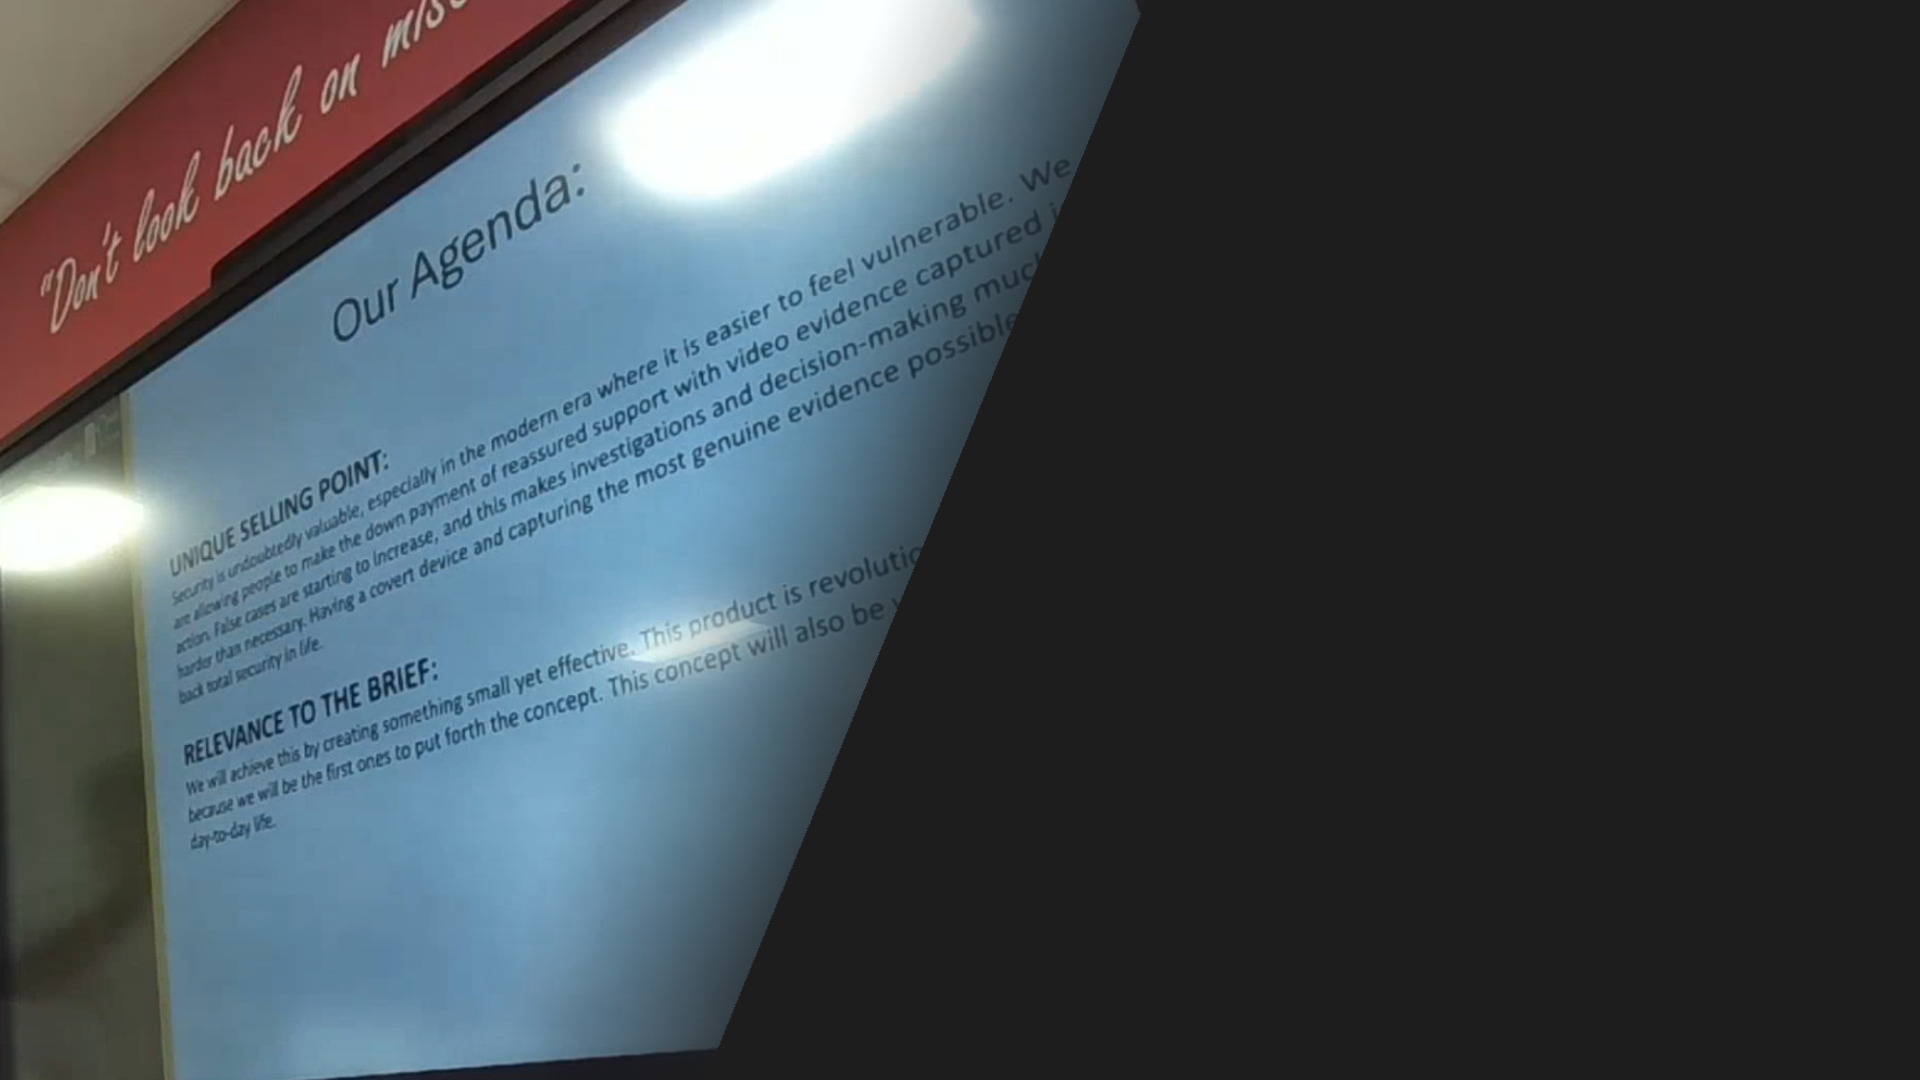 "Don't look back on
Our Agenda:
UNIQUE SELLING POINT:
Security is undoubtedly valuable, especially in the modern era where it is easier to feel vulnerable. We
are allowing people to make the down payment of reassured support with video evidence captured
action. False cases are starting to increase, and this makes investigations and decision-making
harder than necessary. Having a covert device and capturing the most genuine evidence possible
back total security in life.
RELEVANCE TO THE BRIEF:
We will achieve this by creating something small yet effective. This product is
because we will be the first ones to put forth the concept. This concept will also be
day-to-day life.